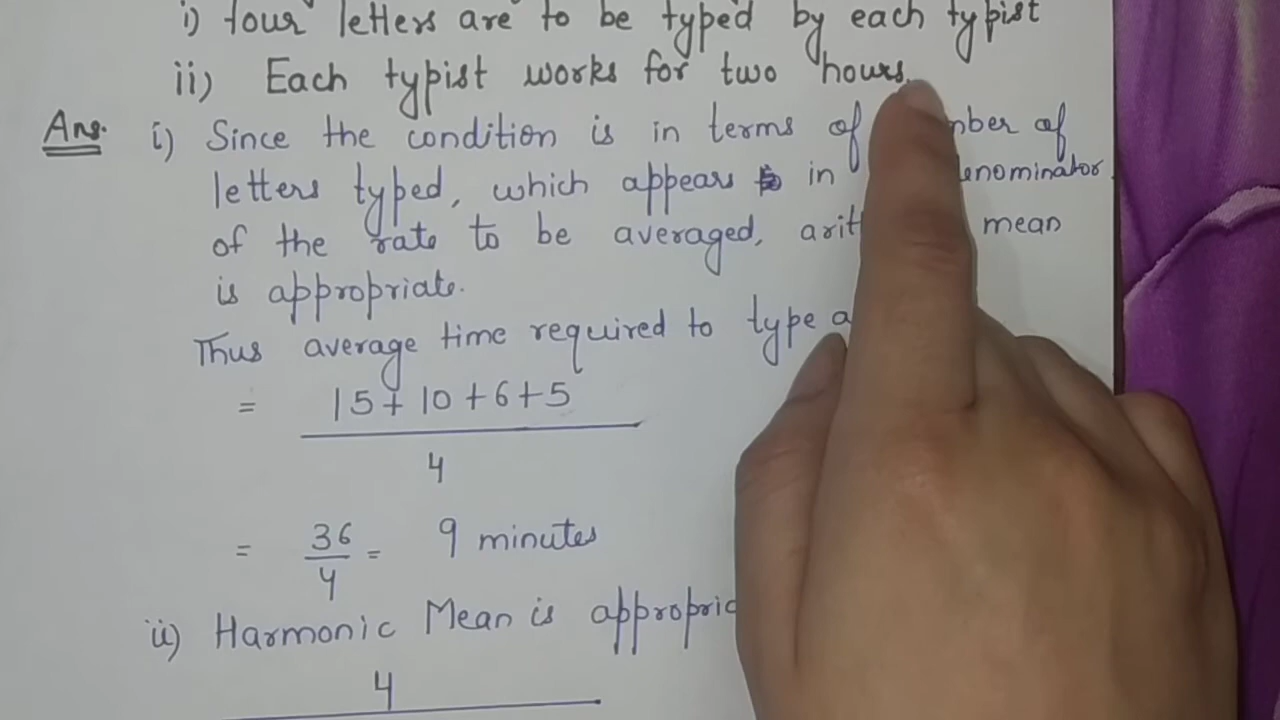 i) four letters are to be typed by each typist
ii) Each typist works for two hours.
Ans. i) Since the condition is in terms of
letters typed, which appears in
of the rate to be averaged, mean
is appropriate.
Thus average time required to type a
= 15 + 10 + 6 + 5
4
= 36
4 = 9 minutes
ii) Harmonic Mean is
4